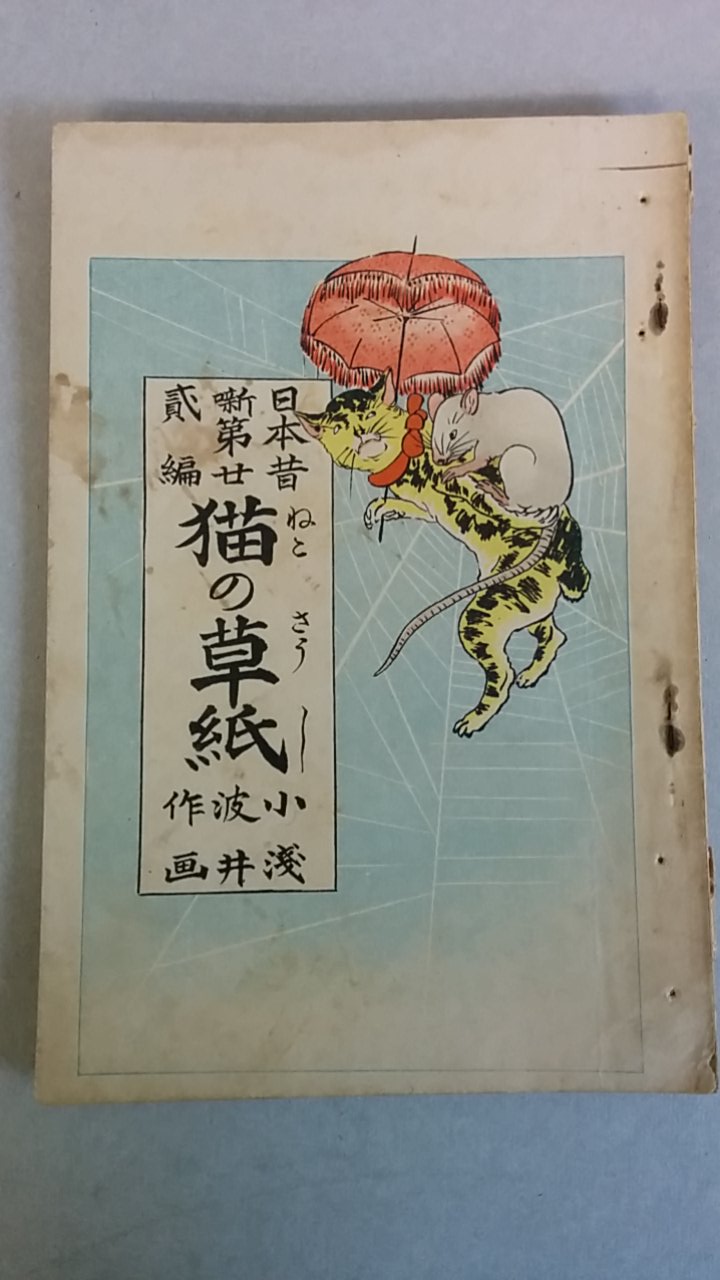 日本昔
噺第廿
貳編
猫の草紙
ねこ さうし
小波作
淺井画